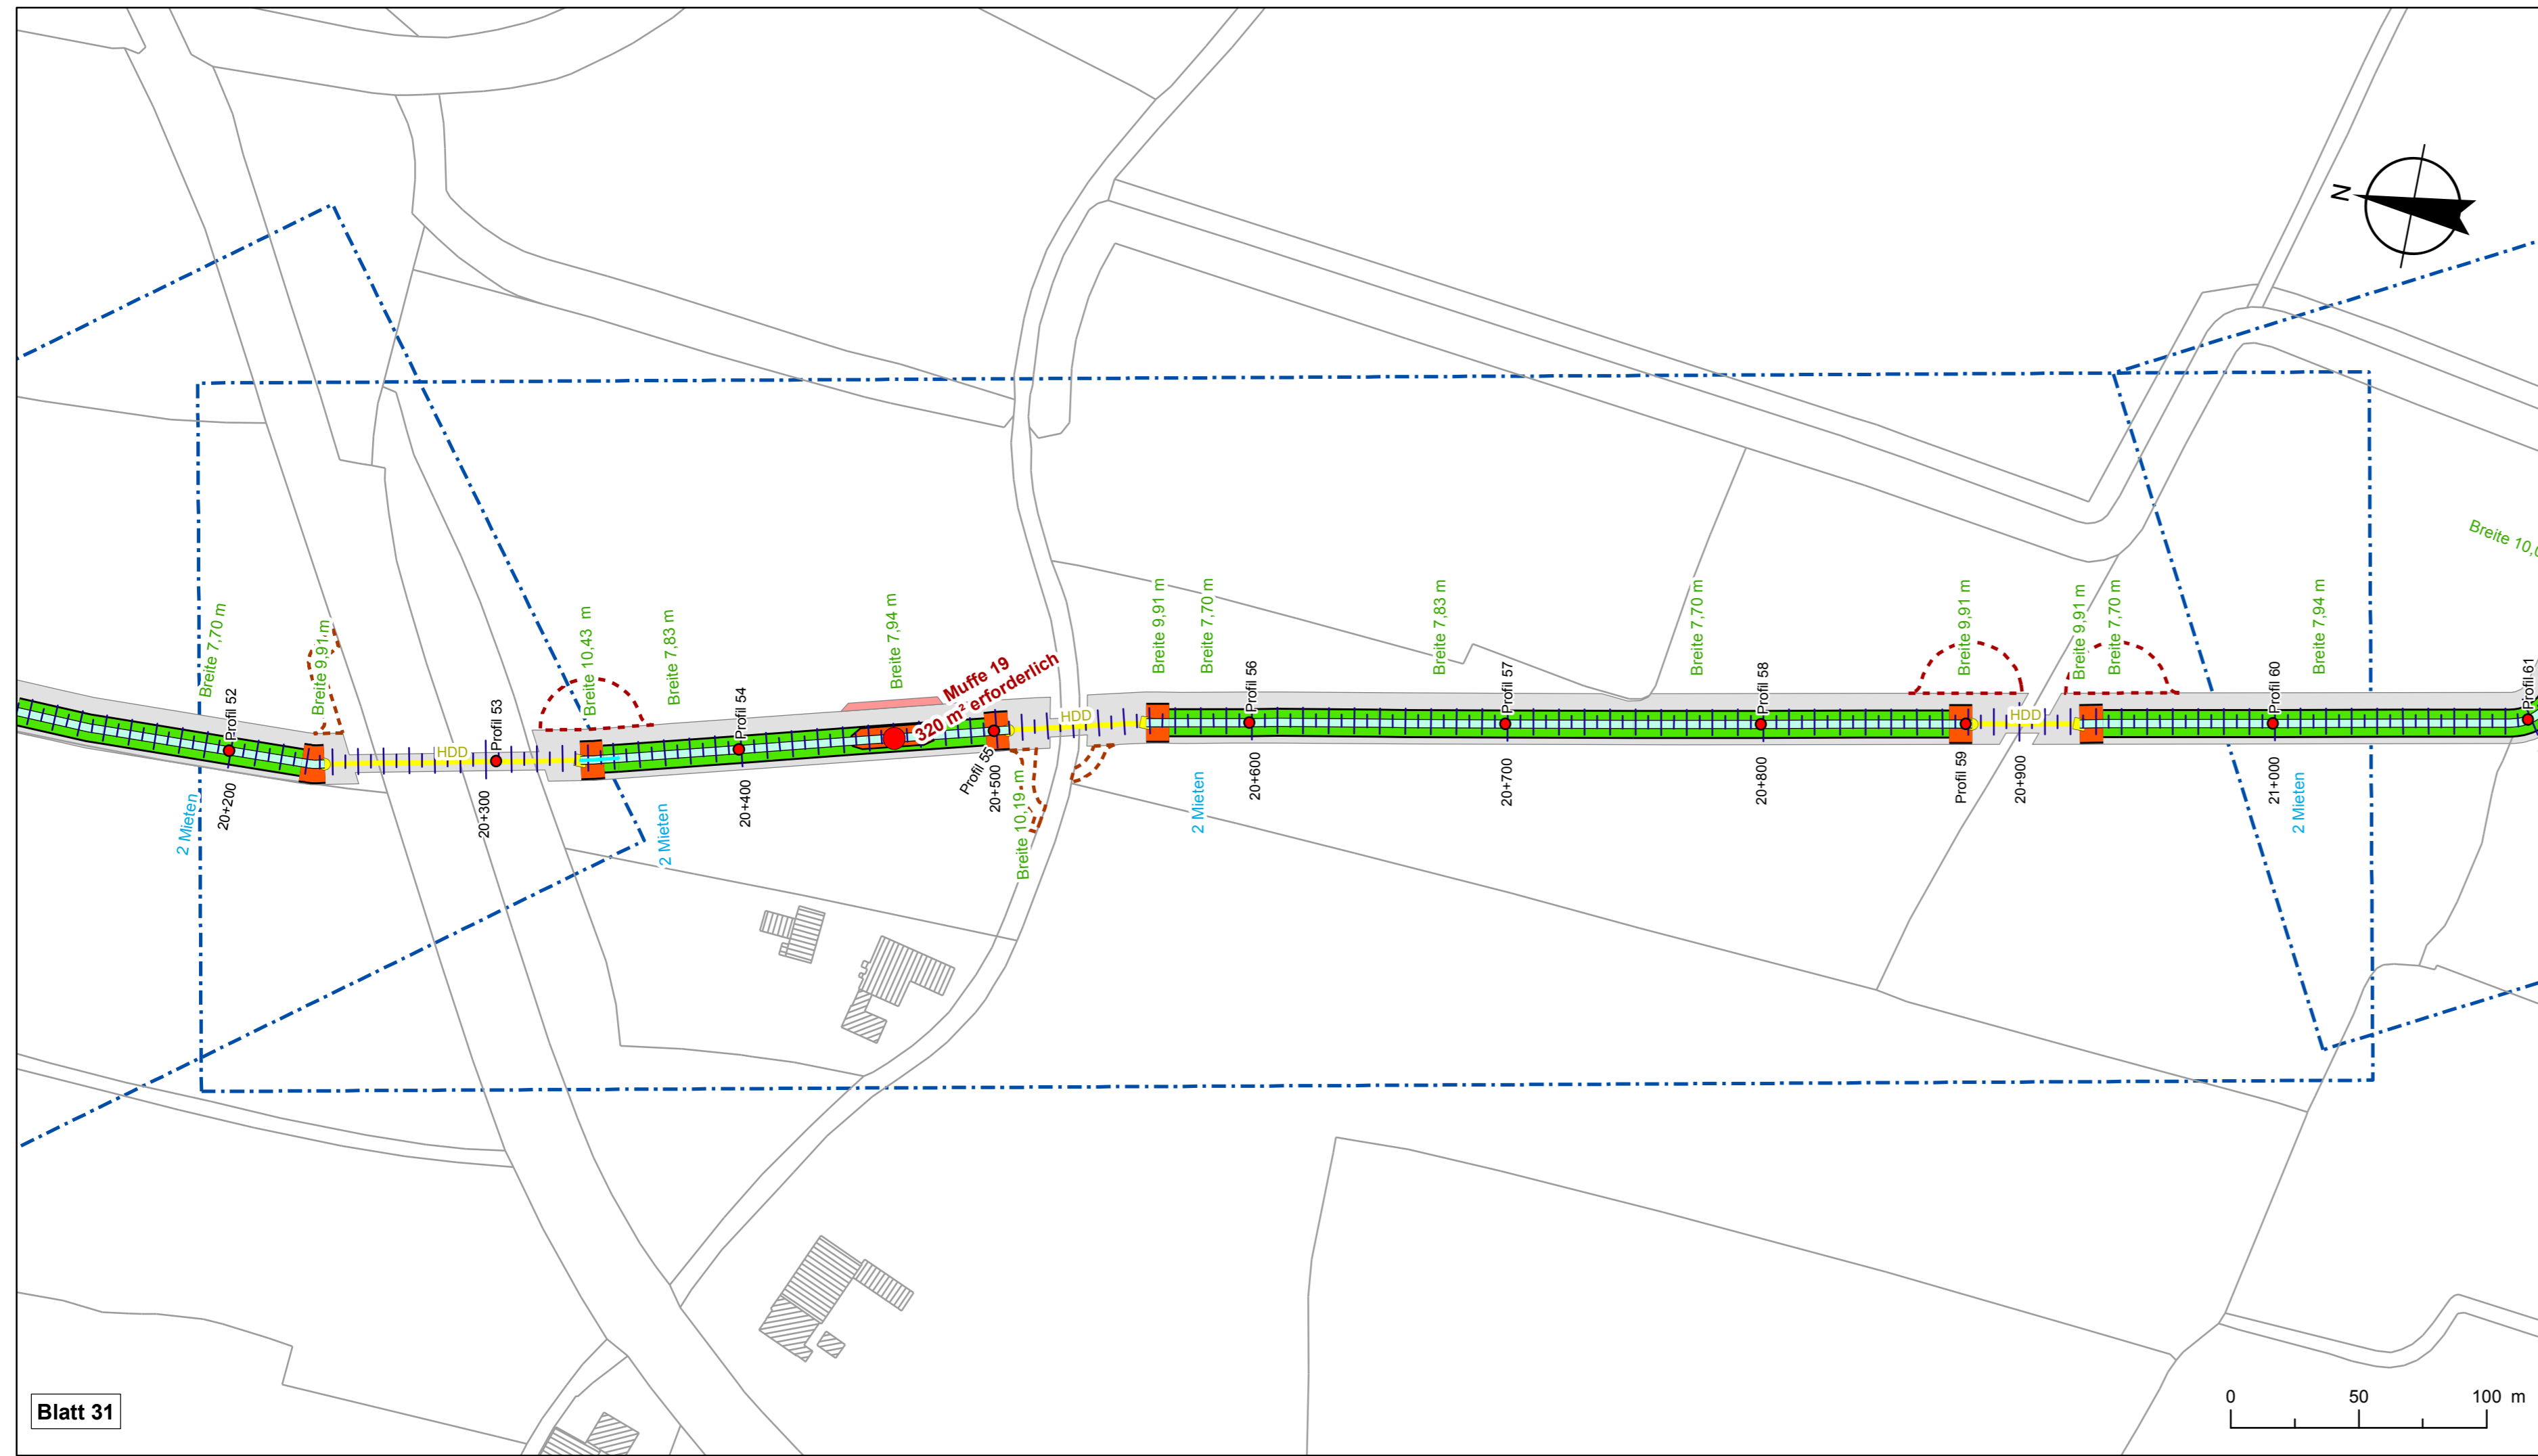 N
Breite 10,0
Breite 7,70 m
Breite 9,91 m
Breite 10,43 m
Breite 7,83 m
Breite 7,94 m
Breite 9,91 m
Breite 7,70 m
Breite 7,83 m
Breite 7,70 m
Breite 9,91 m
Breite 9,91 m
Breite 7,70 m
Breite 7,94 m
Muffe 19
320 m² erforderlich
Profil 52
Profil 53
Profil 54
Profil 55
Profil 56
Profil 57
Profil 58
Profil 59
Profil 60
Profil 61
HDD
HDD
HDD
20+200
20+300
20+400
20+500
20+600
20+700
20+800
20+900
21+000
2 Mieten
2 Mieten
2 Mieten
2 Mieten
Breite 10,19 m
Blatt 31
0 50 100 m